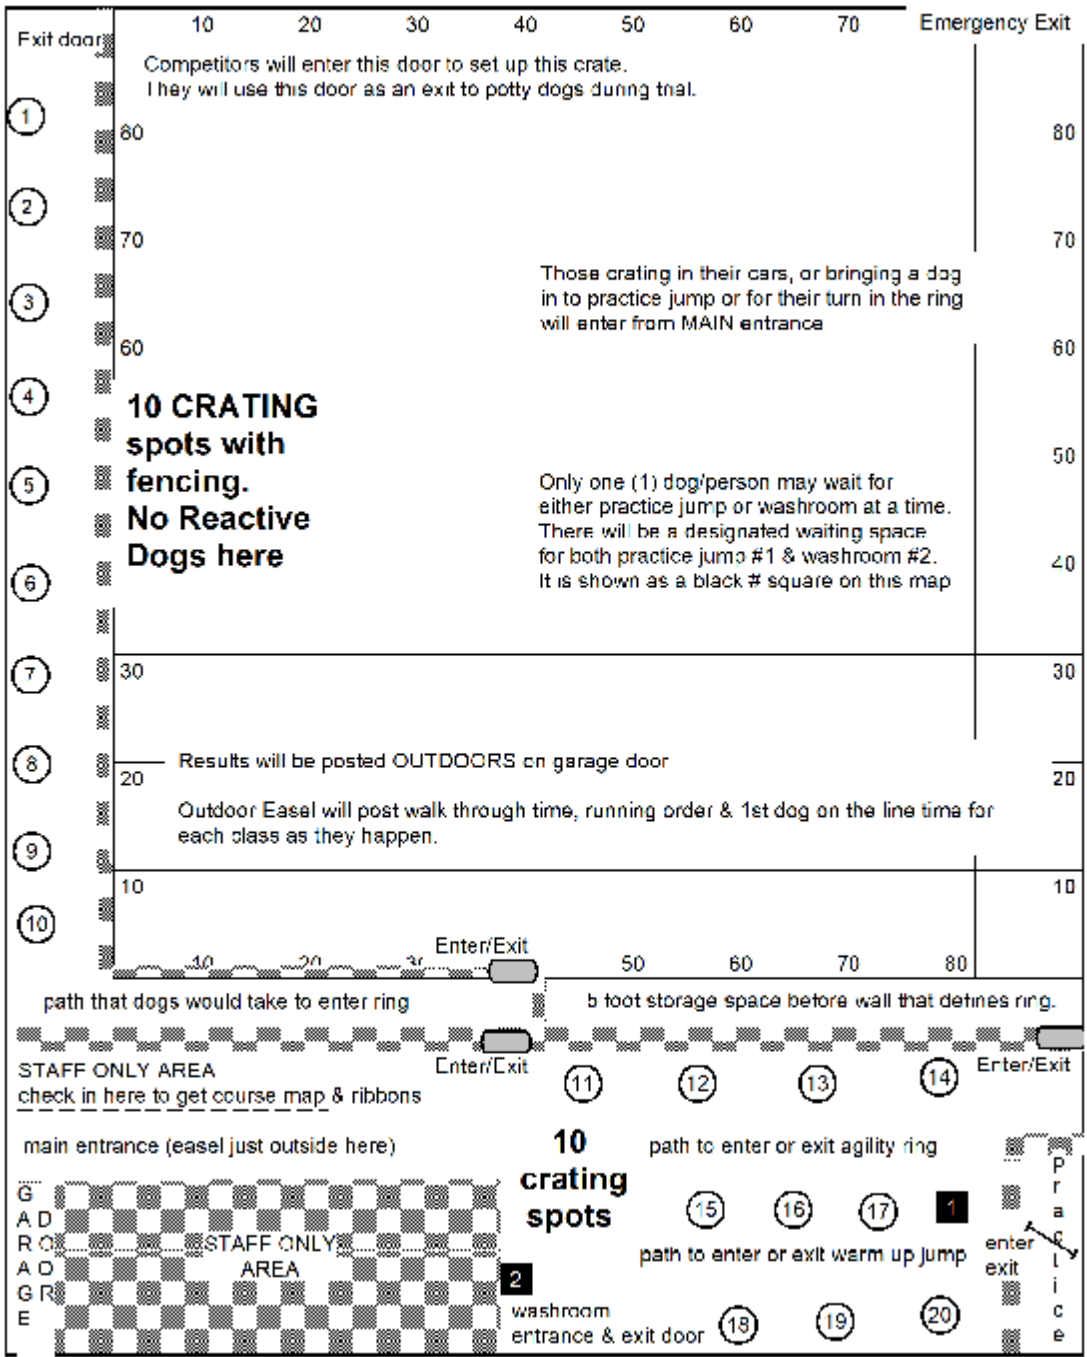 10 20 30 40 50 60 70 Emergency Exit
Exit door
Competitors will enter this door to set up this crate.
They will use this door as an exit to potty dogs during trial.
1
80 80
2
70 70
Those crating in their cars, or bringing a dog
in to practice jump or for their turn in the ring
will enter from MAIN entrance
3
60 60
4
10 CRATING
spots with
fencing.
No Reactive
Dogs here
50
5
Only one (1) dog/person may wait for
either practice jump or washroom at a time.
There will be a designated waiting space
for both practice jump #1 & washroom #2.
It is shown as a black # square on this map
40
6
7
30 30
8
Results will be posted OUTDOORS on garage door
20 20
Outdoor Easel will post walk through time, running order & 1st dog on the line time for
each class as they happen.
9
10 10
10
Enter/Exit
10 20 30 50 60 70 80
path that dogs would take to enter ring
5 foot storage space before wall that defines ring.
STAFF ONLY AREA
check in here to get course map & ribbons
Enter/Exit
11 12 13 14
Enter/Exit
main entrance (easel just outside here)
10
crating
spots
path to enter or exit agility ring
15 16 17 1
path to enter or exit warm up jump
enter
exit
Practice
GARAGE
DOOR
STAFF ONLY
AREA
2
washroom
entrance & exit door
18 19 20